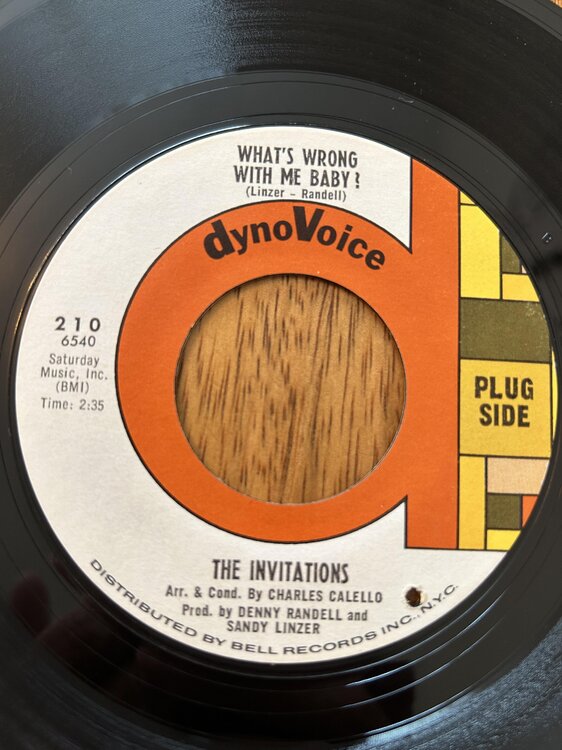 WHAT'S WRONG
WITH ME BABY?
(Linzer - Randell)
dynoVoice
210
6540
Saturday
Music, Inc.
(BMI)
Time: 2:35
PLUG
SIDE
THE INVITATIONS
Arr. & Cond. By CHARLES CALELLO
Prod. by DENNY RANDELL and
SANDY LINZER
DISTRIBUTED BY BELL RECORDS INC., N.Y.C.